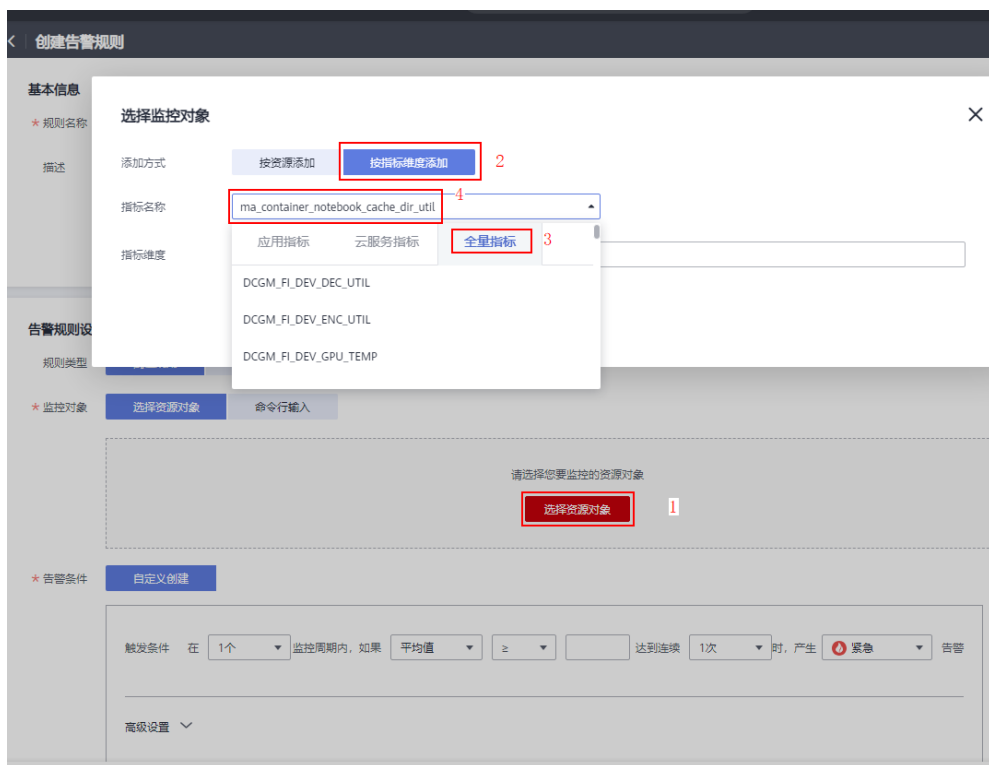 创建告警规则
基本信息
选择监控对象
★ 规则名称
添加方式 按资源添加 按指标维度添加 2
描述
4
指标名称 ma_container_notebook_cache_dir_util
应用指标 云服务指标 全量指标 3
指标维度
DCGM_FI_DEV_DEC_UTIL
DCGM_FI_DEV_ENC_UTIL
告警规则设
DCGM_FI_DEV_GPU_TEMP
规则类型
★ 监控对象 选择资源对象 命令行输入
请选择您要监控的资源对象
选择资源对象 1
★ 告警条件 自定义创建
触发条件 在 1个 监控周期内，如果 平均值 ≥ 达到连续 1次 时，产生 紧急 告警
高级设置